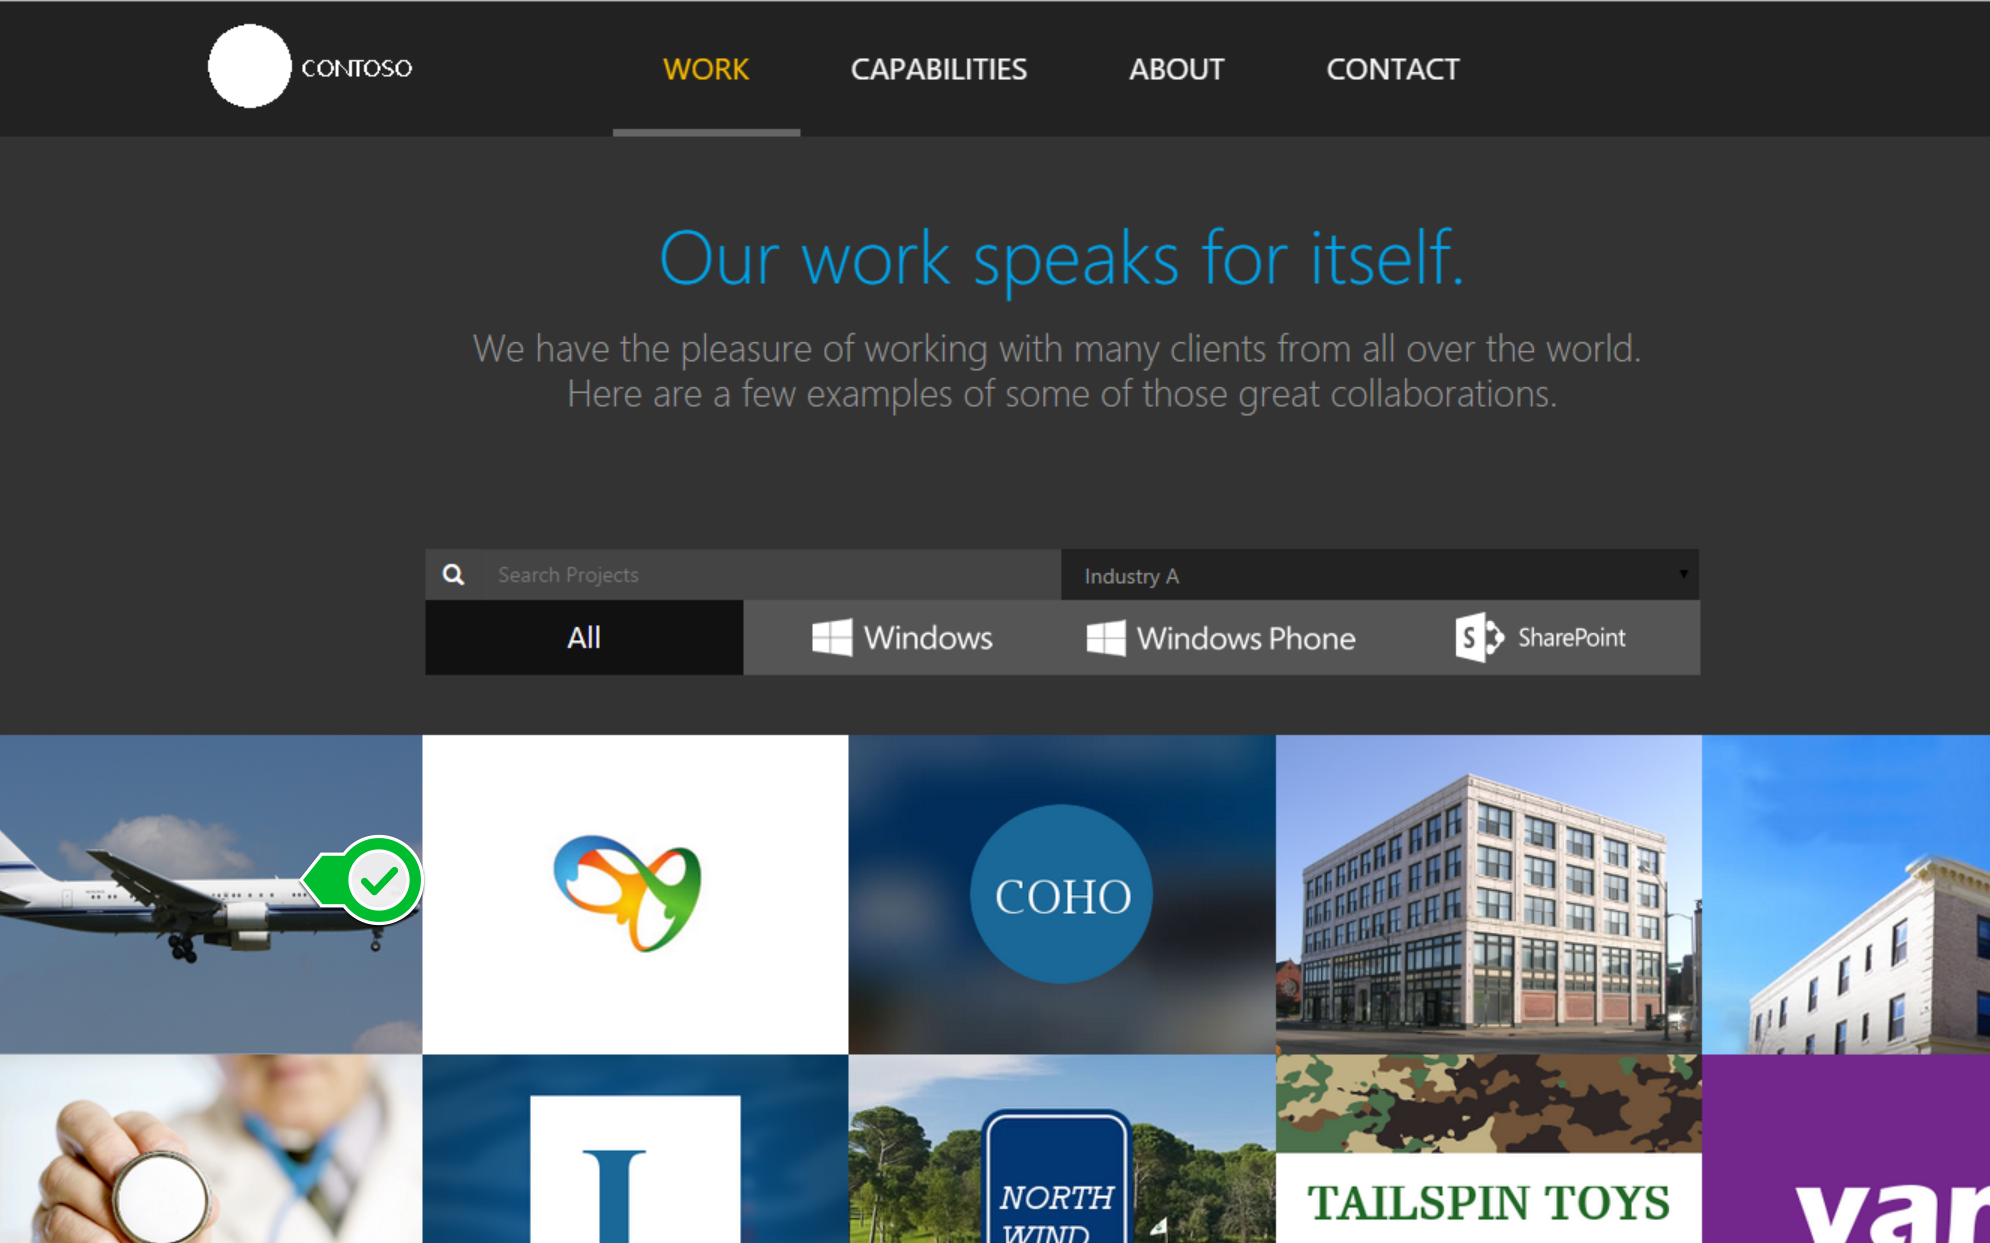 CONTOSO
WORK
CAPABILITIES
ABOUT
CONTACT
Our work speaks for itself.
We have the pleasure of working with many clients from all over the world.
Here are a few examples of some of those great collaborations.
Search Projects
Industry A
All
Windows
Windows Phone
S
SharePoint
COHO
NORTH
WIND
TAILSPIN TOYS